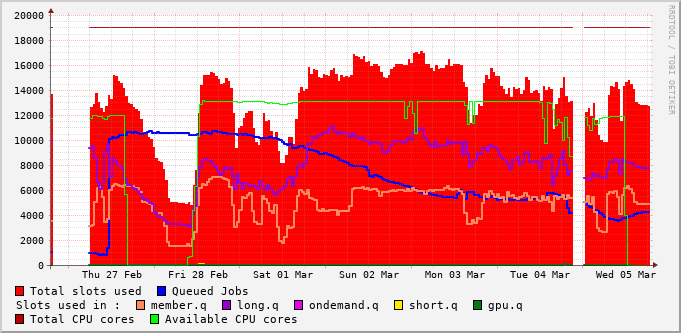 20000
18000
16000
14000
12000
10000
8000
6000
4000
2000
0
Thu 27 Feb Fri 28 Feb Sat 01 Mar Sun 02 Mar Mon 03 Mar Tue 04 Mar Wed 05 Mar
RRDTOOL / TOBI OETIKER
Total slots used Queued Jobs
Slots used in : member.q long.q ondemand.q short.q gpu.q
Total CPU cores Available CPU cores